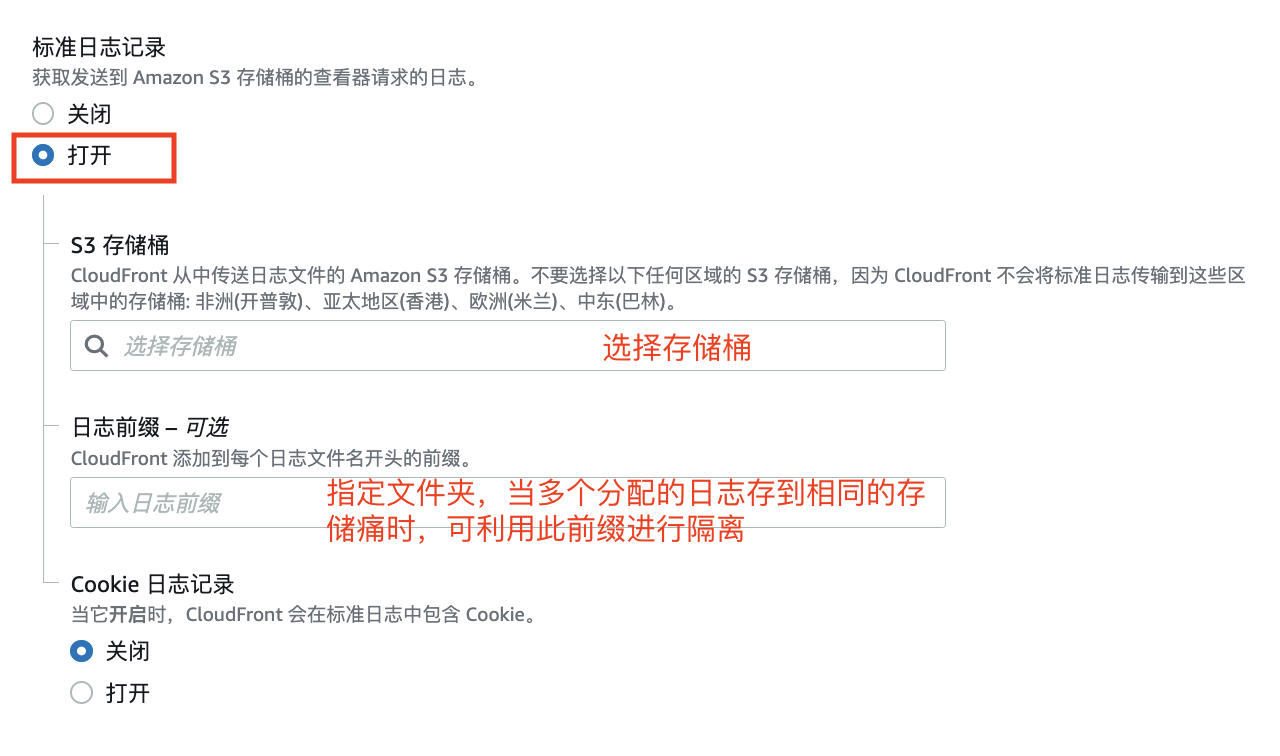 标准日志记录
获取发送到 Amazon S3 存储桶的查看器请求的日志。
关闭
打开
S3 存储桶
CloudFront 从中传送日志文件的 Amazon S3 存储桶。不要选择以下任何区域的 S3 存储桶，因为 CloudFront 不会将标准日志传输到这些区
域中的存储桶: 非洲(开普敦)、亚太地区(香港)、欧洲(米兰)、中东(巴林)。
选择存储桶 选择存储桶
日志前缀 – 可选
CloudFront 添加到每个日志文件名开头的前缀。
输入日志前缀
指定文件夹，当多个分配的日志存到相同的存
储痛时，可利用此前缀进行隔离
Cookie 日志记录
当它开启时，CloudFront 会在标准日志中包含 Cookie。
关闭
打开